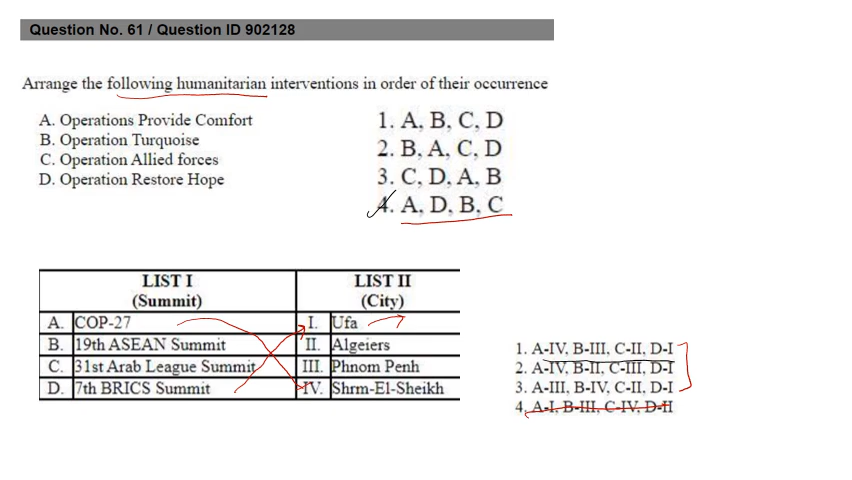 Question No. 61 / Question ID 902128
Arrange the following humanitarian interventions in order of their occurrence
A. Operations Provide Comfort
B. Operation Turquoise
C. Operation Allied forces
D. Operation Restore Hope
1. A, B, C, D
2. B, A, C, D
3. C, D, A, B
4. A, D, B, C
LIST I LIST II
(Summit) (City)
A. COP-27 I. Ufa
B. 19th ASEAN Summit II. Algeiers
C. 31st Arab League Summit III. Phnom Penh
D. 7th BRICS Summit IV. Shrm-El-Sheikh
1. A-IV, B-III, C-II, D-I
2. A-IV, B-II, C-III, D-I
3. A-III, B-IV, C-II, D-I
4. A-I, B-III, C-IV, D-II